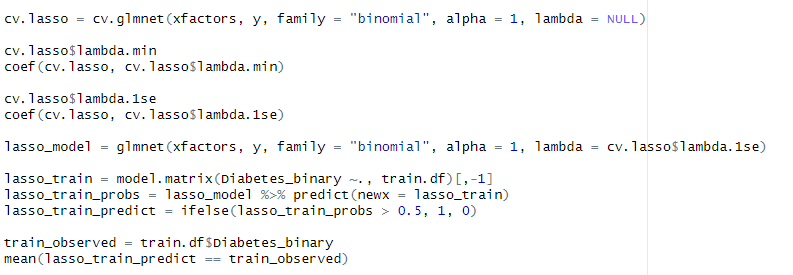 cv.lasso = cv.glmnet(xfactors, y, family = "binomial", alpha = 1, lambda = NULL)
cv.lasso$lambda.min
coef(cv.lasso, cv.lasso$lambda.min)
cv.lasso$lambda.1se
coef(cv.lasso, cv.lasso$lambda.1se)
lasso_model = glmnet(xfactors, y, family = "binomial", alpha = 1, lambda = cv.lasso$lambda.1se)
lasso_train = model.matrix(Diabetes_binary ~., train.df)[,-1]
lasso_train_probs = lasso_model %>% predict(newx = lasso_train)
lasso_train_predict = ifelse(lasso_train_probs > 0.5, 1, 0)
train_observed = train.df$Diabetes_binary
mean(lasso_train_predict == train_observed)